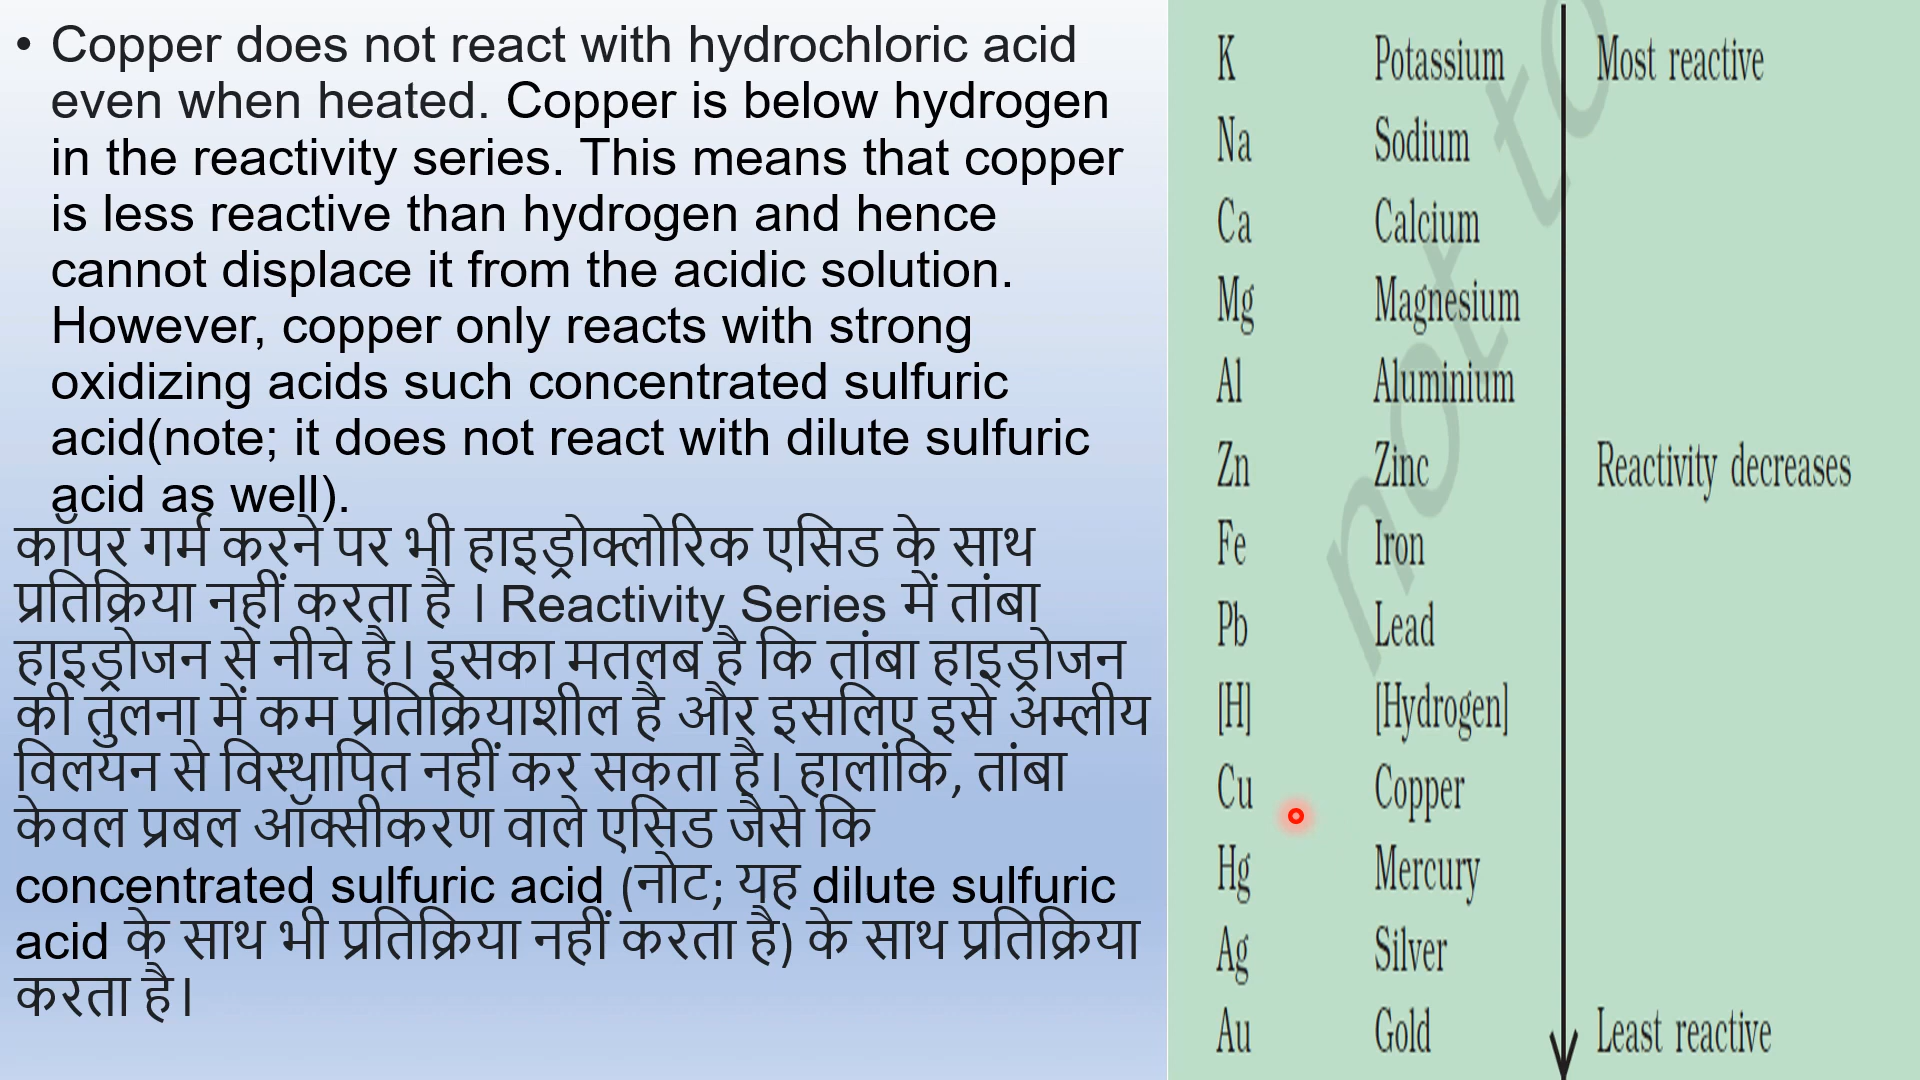 • Copper does not react with hydrochloric acid
even when heated. Copper is below hydrogen
in the reactivity series. This means that copper
is less reactive than hydrogen and hence
cannot displace it from the acidic solution.
However, copper only reacts with strong
oxidizing acids such concentrated sulfuric
acid(note; it does not react with dilute sulfuric
acid as well).
कॉपर गर्म करने पर भी हाइड्रोक्लोरिक एसिड के साथ
प्रतिक्रिया नहीं करता है । Reactivity Series में तांबा
हाइड्रोजन से नीचे है। इसका मतलब है कि तांबा हाइड्रोजन
की तुलना में कम प्रतिक्रियाशील है और इसलिए इसे अम्लीय
विलयन से विस्थापित नहीं कर सकता है। हालांकि, तांबा
केवल प्रबल ऑक्सीकरण वाले एसिड जैसे कि
concentrated sulfuric acid (नोट; यह dilute sulfuric
acid के साथ भी प्रतिक्रिया नहीं करता है) के साथ प्रतिक्रिया
करता है।
K Potassium Most reactive
Na Sodium
Ca Calcium
Mg Magnesium
Al Aluminium
Zn Zinc Reactivity decreases
Fe Iron
Pb Lead
[H] [Hydrogen]
Cu Copper
Hg Mercury
Ag Silver
Au Gold Least reactive
not to